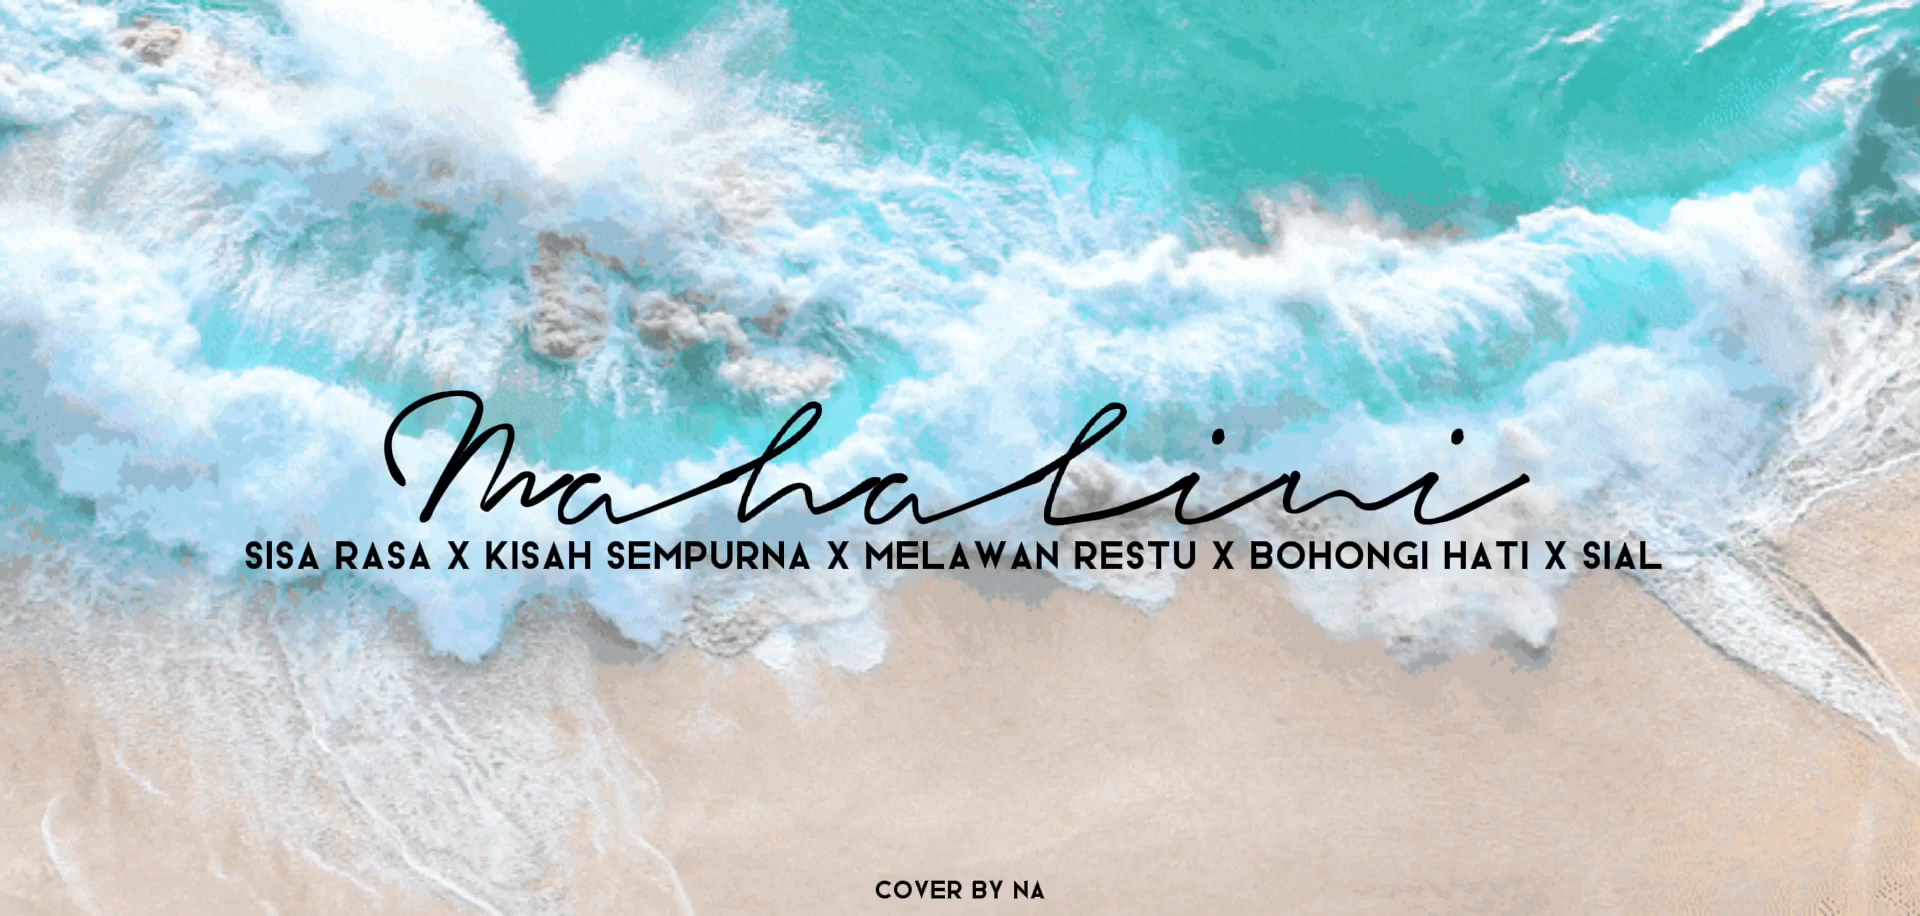 Mahalini
SISA RASA X KISAH SEMPURNA X MELAWAN RESTU X BOHONGI HATI X SIAL
COVER BY NA